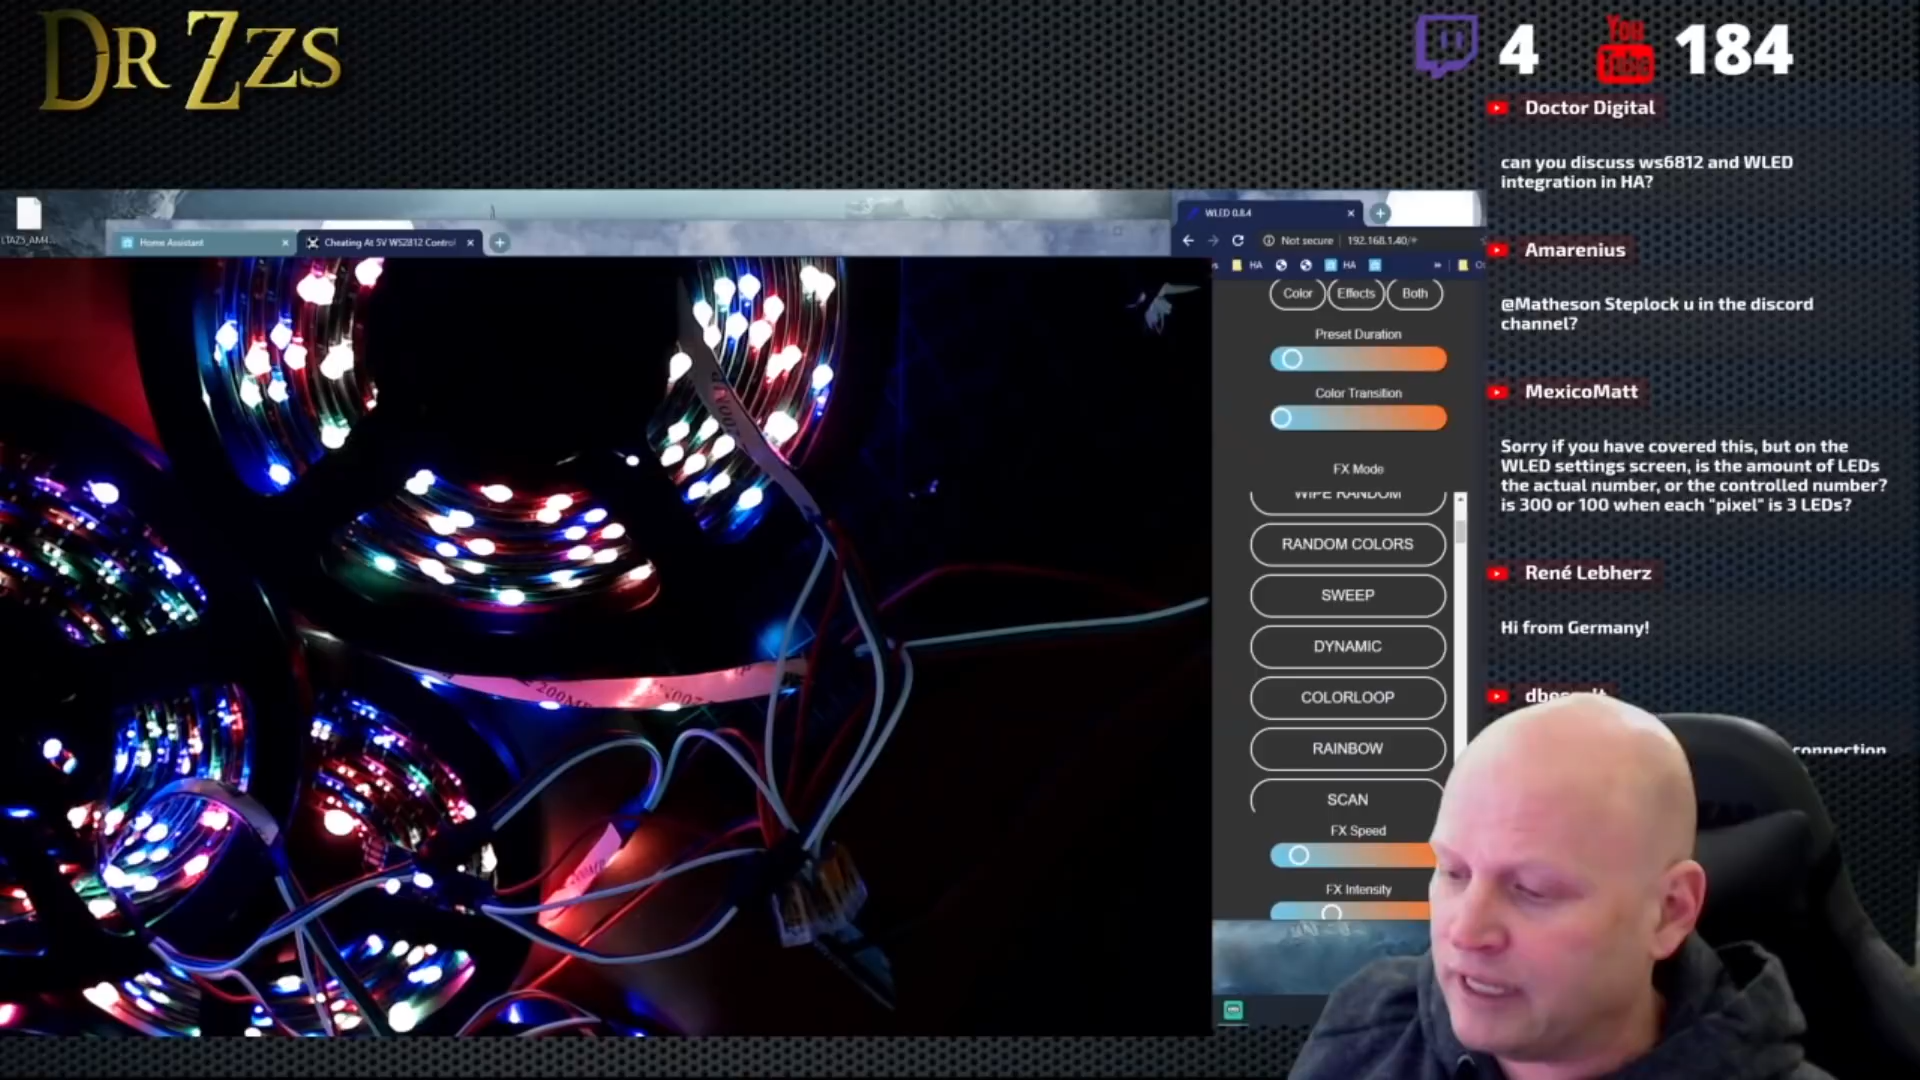 DR ZZS
4
You
Tube
184
Doctor Digital
can you discuss ws6812 and WLED
integration in HA?
Amarenius
@Matheson Steplock u in the discord
channel?
MexicoMatt
Sorry if you have covered this, but on the
WLED settings screen, is the amount of LEDs
the actual number, or the controlled number?
is 300 or 100 when each "pixel" is 3 LEDs?
René Lebherz
Hi from Germany!
connection
LTAZ5_AM4...
Home Assistant
Cheating At 5V WS2812 Control
WLED 0.8.4
Not secure
192.168.1.40/#
HA
HA
Color
Effects
Both
Preset Duration
Color Transition
FX Mode
WIPE RANDOM
RANDOM COLORS
SWEEP
DYNAMIC
COLORLOOP
RAINBOW
SCAN
FX Speed
FX Intensity